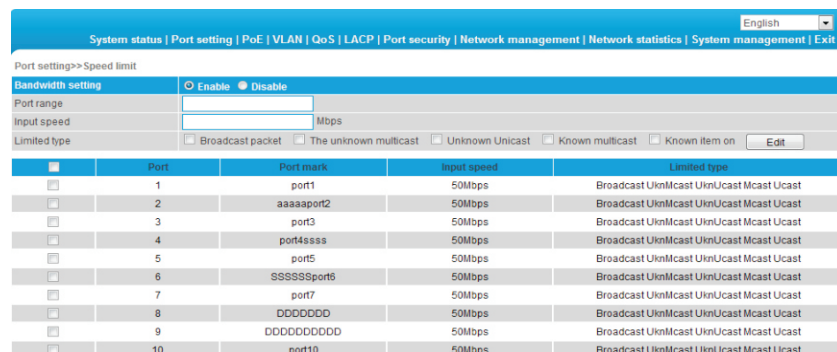 English
System status | Port setting | PoE | VLAN | QoS | LACP | Port security | Network management | Network statistics | System management | Exit
Port setting>>Speed limit
Bandwidth setting Enable Disable
Port range
Input speed Mbps
Limited type Broadcast packet The unknown multicast Unknown Unicast Known multicast Known item on Edit
Port Port mark Input speed Limited type
1 port1 50Mbps Broadcast UknMcast UknUcast Mcast Ucast
2 aaaaaport2 50Mbps Broadcast UknMcast UknUcast Mcast Ucast
3 port3 50Mbps Broadcast UknMcast UknUcast Mcast Ucast
4 port4ssss 50Mbps Broadcast UknMcast UknUcast Mcast Ucast
5 port5 50Mbps Broadcast UknMcast UknUcast Mcast Ucast
6 SSSSSSport6 50Mbps Broadcast UknMcast UknUcast Mcast Ucast
7 port7 50Mbps Broadcast UknMcast UknUcast Mcast Ucast
8 DDDDDDD 50Mbps Broadcast UknMcast UknUcast Mcast Ucast
9 DDDDDDDDDD 50Mbps Broadcast UknMcast UknUcast Mcast Ucast
10 port10 50Mbps Broadcast UknMcast UknUcast Mcast Ucast